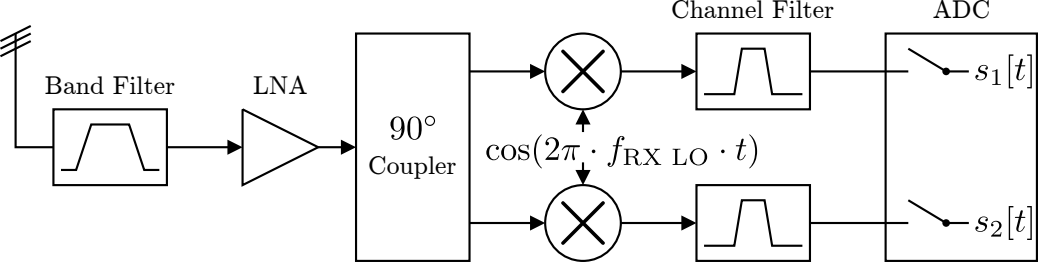 Channel Filter
ADC
Band Filter
LNA
s₁[t]
90°
Coupler
cos(2π · f_RX LO · t)
s₂[t]